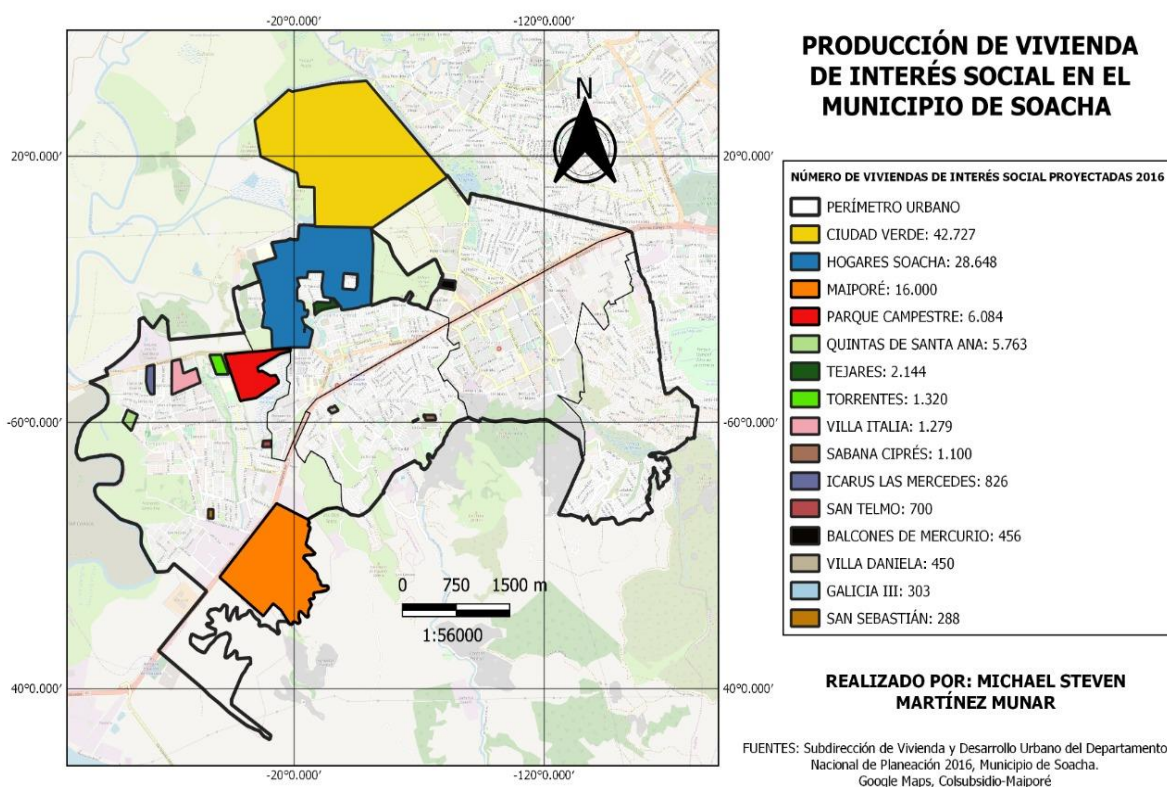 -20°0.000'
-120°0.000'
PRODUCCIÓN DE VIVIENDA
DE INTERÉS SOCIAL EN EL
MUNICIPIO DE SOACHA
N
20°0.000'
20°0.000'
NÚMERO DE VIVIENDAS DE INTERÉS SOCIAL PROYECTADAS 2016
PERÍMETRO URBANO
CIUDAD VERDE: 42.727
HOGARES SOACHA: 28.648
MAIPORÉ: 16.000
PARQUE CAMPESTRE: 6.084
QUINTAS DE SANTA ANA: 5.763
TEJARES: 2.144
TORRENTES: 1.320
VILLA ITALIA: 1.279
SABANA CIPRÉS: 1.100
ICARUS LAS MERCEDES: 826
SAN TELMO: 700
BALCONES DE MERCURIO: 456
VILLA DANIELA: 450
GALICIA III: 303
SAN SEBASTIÁN: 288
-60°0.000'
-60°0.000'
0 750 1500 m
1:56000
40°0.000'
40°0.000'
-20°0.000'
-120°0.000'
REALIZADO POR: MICHAEL STEVEN
MARTÍNEZ MUNAR
FUENTES: Subdirección de Vivienda y Desarrollo Urbano del Departamento
Nacional de Planeación 2016, Municipio de Soacha.
Google Maps, Colsubsidio-Maiporé